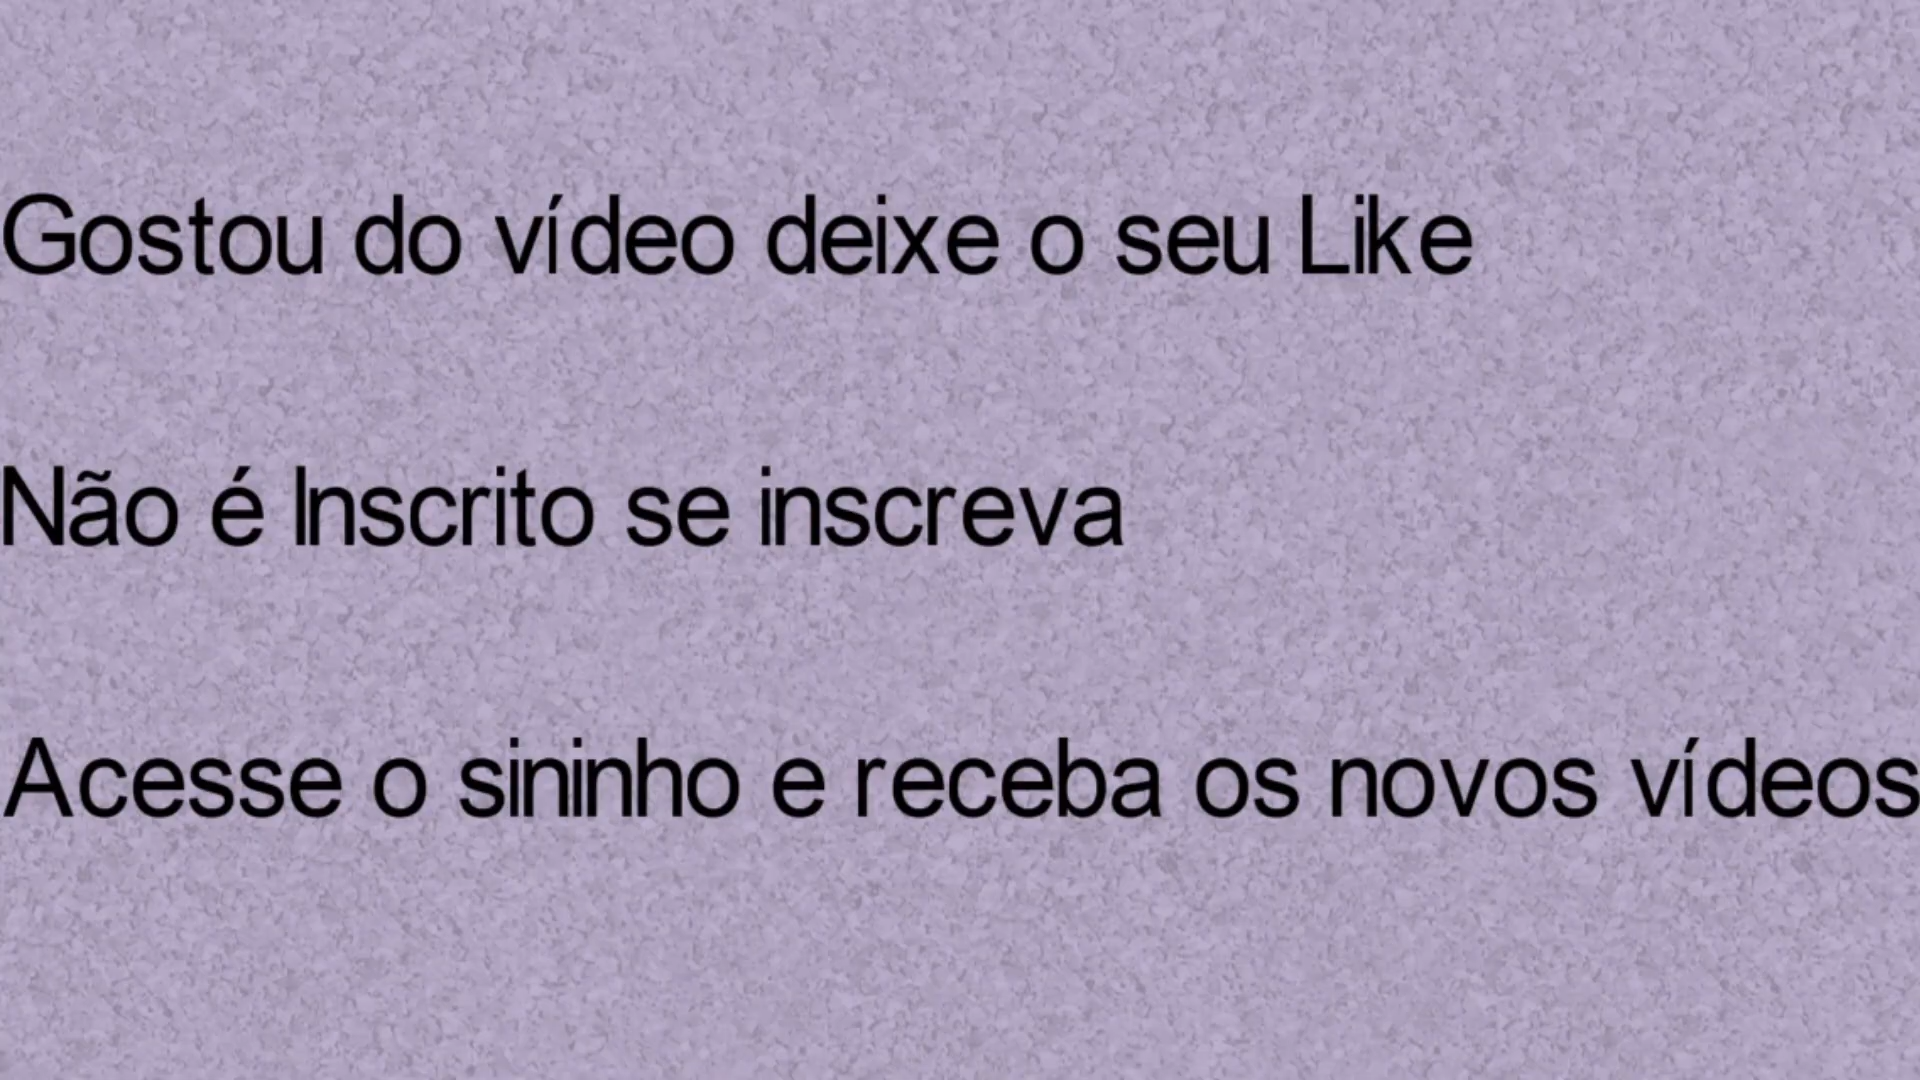 Gostou do vídeo deixe o seu Like
Não é Inscrito se inscreva
Acesse o sininho e receba os novos vídeos